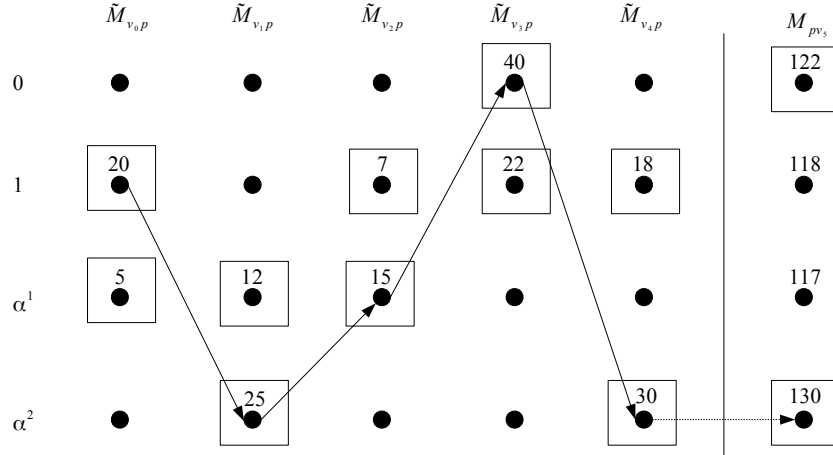 M̃v₀p M̃v₁p M̃v₂p M̃v₃p M̃v₄p Mpv₅
0 40 122
1 20 7 22 18 118
α¹ 5 12 15 117
α² 25 30 130